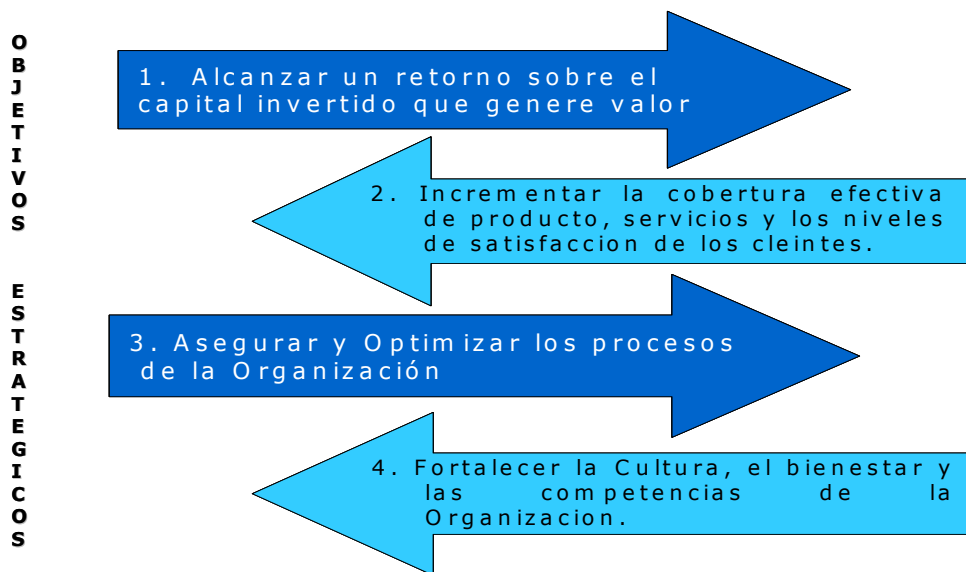 OBJETIVOS
ESTRATEGICOS
1. Alcanzar un retorno sobre el
capital invertido que genere valor
2. Incrementar la cobertura efectiva
de producto, servicios y los niveles
de satisfaccion de los cleintes.
3. Asegurar y Optimizar los procesos
de la Organización
4. Fortalecer la Cultura, el bienestar y
las competencias de la
Organizacion.